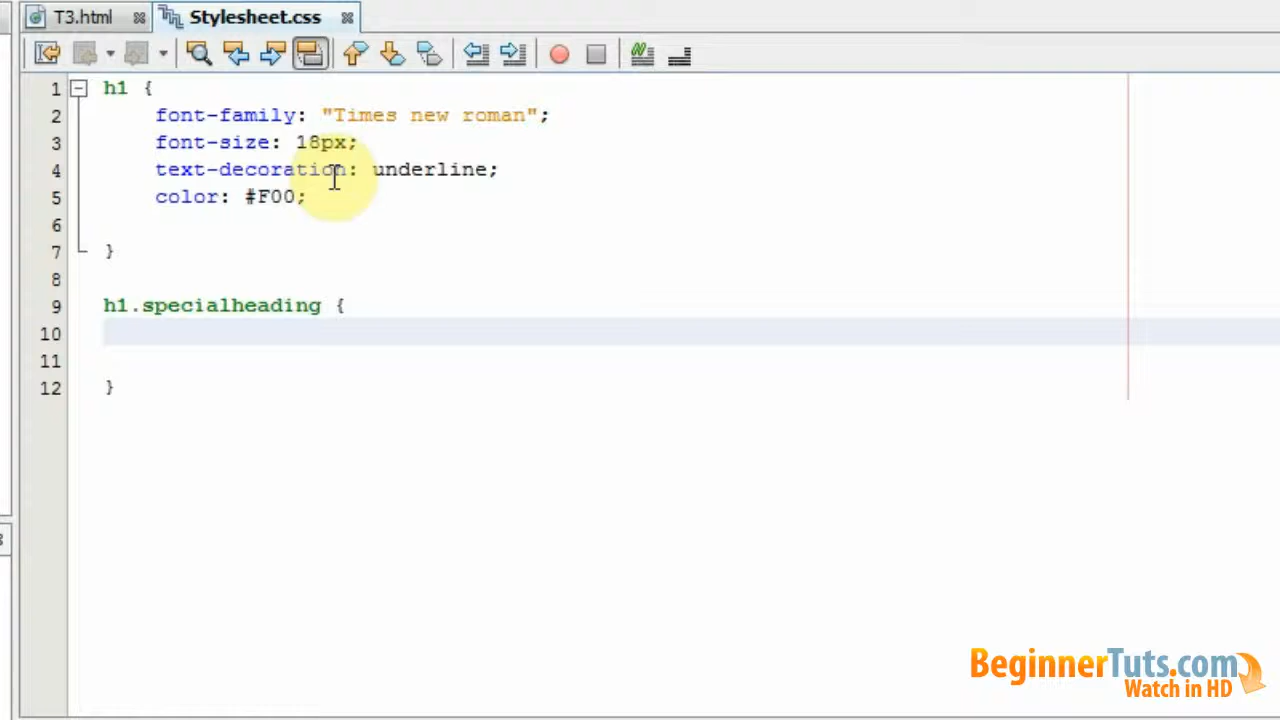 T3.html Stylesheet.css
1 h1 {
2 font-family: "Times new roman";
3 font-size: 18px;
4 text-decoration: underline;
5 color: #F00;
6
7 }
8
9 h1.specialheading {
10
11
12 }
BeginnerTuts.com
Watch in HD